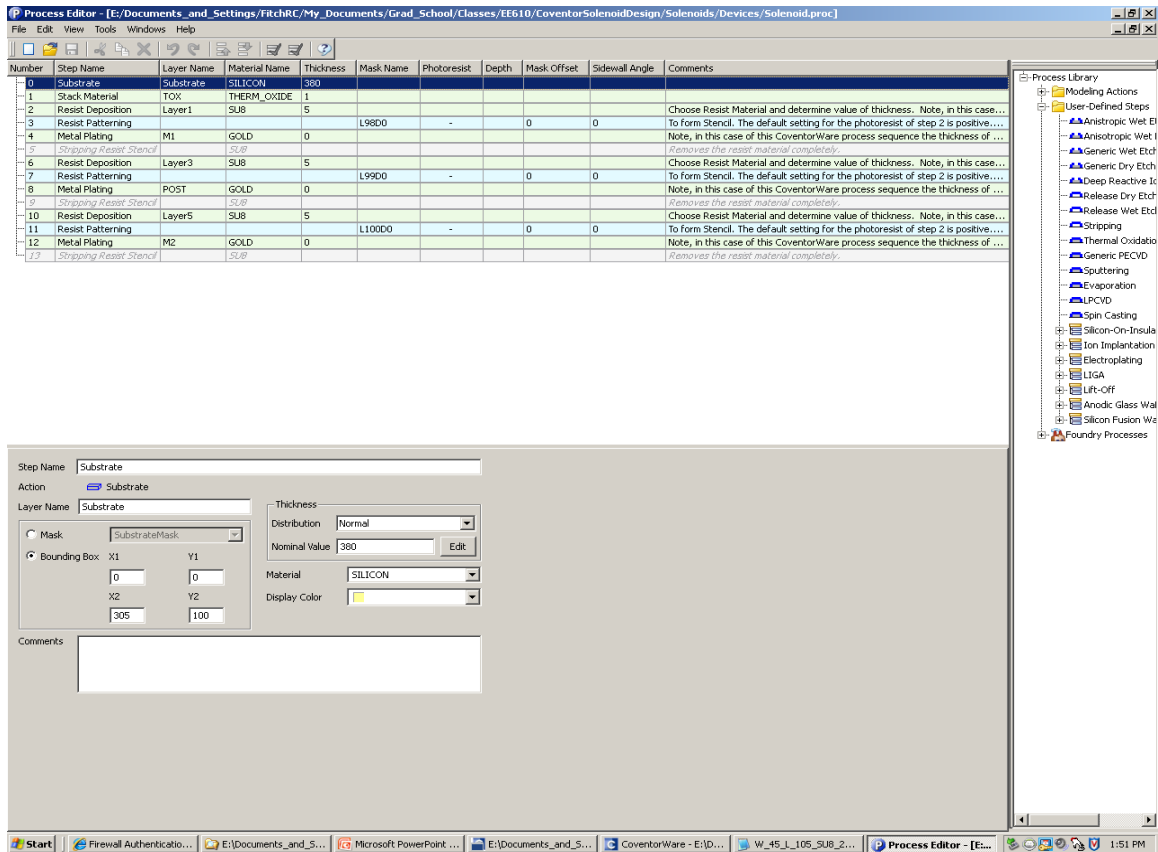 Process Editor - [E:/Documents_and_Settings/FitchRC/My_Documents/Grad_School/Classes/EE610/CoventorSolenoidDesign/Solenoids/Devices/Solenoid.proc]
File Edit View Tools Windows Help
Number Step Name Layer Name Material Name Thickness Mask Name Photoresist Depth Mask Offset Sidewall Angle Comments
0 Substrate Substrate SILICON 380
1 Stack Material TOX THERM_OXIDE 1
2 Resist Deposition Layer1 SU8 5 Choose Resist Material and determine value of thickness. Note, in this case...
3 Resist Patterning L98D0 - 0 0 To form Stencil. The default setting for the photoresist of step 2 is positive....
4 Metal Plating M1 GOLD 0 Note, in this case of this CoventorWare process sequence the thickness of ...
5 Stripping Resist Stencil SU8 Removes the resist material completely.
6 Resist Deposition Layer3 SU8 5 Choose Resist Material and determine value of thickness. Note, in this case...
7 Resist Patterning L99D0 - 0 0 To form Stencil. The default setting for the photoresist of step 2 is positive....
8 Metal Plating POST GOLD 0 Note, in this case of this CoventorWare process sequence the thickness of ...
9 Stripping Resist Stencil SU8 Removes the resist material completely.
10 Resist Deposition Layer5 SU8 5 Choose Resist Material and determine value of thickness. Note, in this case...
11 Resist Patterning L100D0 - 0 0 To form Stencil. The default setting for the photoresist of step 2 is positive....
12 Metal Plating M2 GOLD 0 Note, in this case of this CoventorWare process sequence the thickness of ...
13 Stripping Resist Stencil SU8 Removes the resist material completely.
Process Library
Modeling Actions
User-Defined Steps
Anistropic Wet E
Anisotropic Wet
Generic Wet Etch
Generic Dry Etch
Deep Reactive Io
Release Dry Etch
Release Wet Etch
Stripping
Thermal Oxidatio
Generic PECVD
Sputtering
Evaporation
LPCVD
Spin Casting
Silicon-On-Insula
Ion Implantation
Electroplating
LIGA
Lift-Off
Anodic Glass Waf
Silicon Fusion Wa
Foundry Processes
Step Name Substrate
Action Substrate
Layer Name Substrate
Mask SubstrateMask
Bounding Box X1 Y1
0 0
X2 Y2
305 100
Thickness
Distribution Normal
Nominal Value 380 Edit
Material SILICON
Display Color
Comments
Start Firewall Authenticatio... E:\Documents_and_S... Microsoft PowerPoint ... E:\Documents_and_S... CoventorWare - E:\D... W_45_L_105_SU8_2... Process Editor - [E:... 1:51 PM